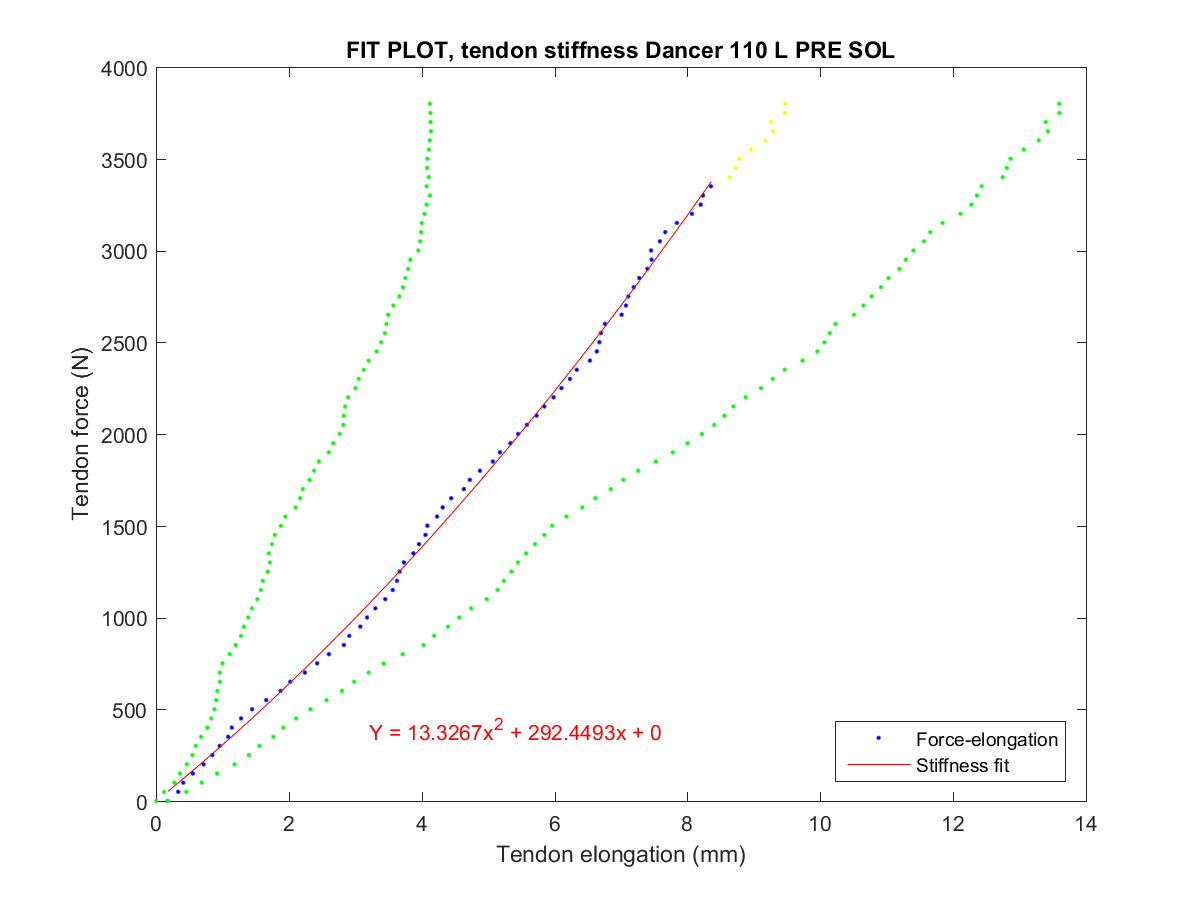 FIT PLOT, tendon stiffness Dancer 110 L PRE SOL
4000
3500
3000
2500
2000
1500
1000
500
0
Tendon force (N)
Y = 13.3267x² + 292.4493x + 0
Force-elongation
Stiffness fit
0 2 4 6 8 10 12 14
Tendon elongation (mm)